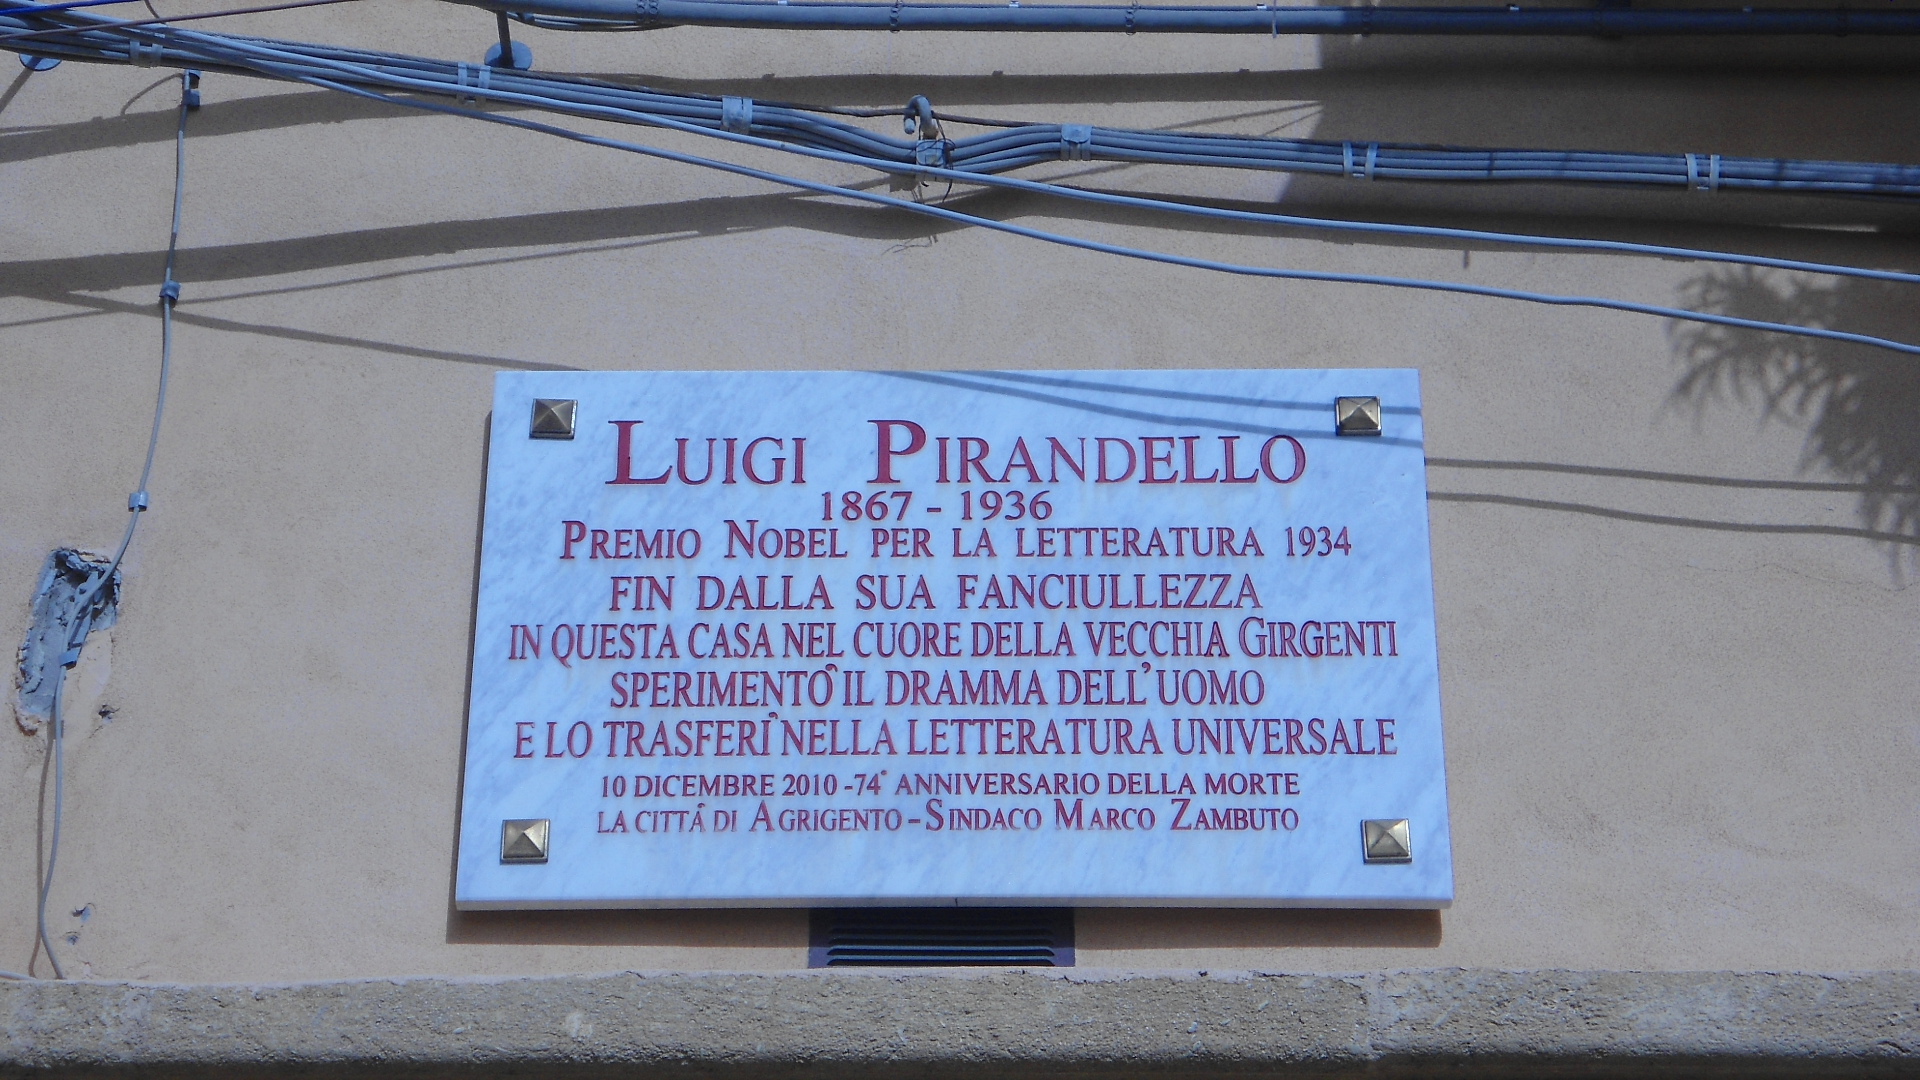 LUIGI PIRANDELLO
1867 - 1936
PREMIO NOBEL PER LA LETTERATURA 1934
FIN DALLA SUA FANCIULLEZZA
IN QUESTA CASA NEL CUORE DELLA VECCHIA GIRGENTI
SPERIMENTÒ IL DRAMMA DELL'UOMO
E LO TRASFERÌ NELLA LETTERATURA UNIVERSALE
10 DICEMBRE 2010 - 74° ANNIVERSARIO DELLA MORTE
LA CITTÁ DI AGRIGENTO - SINDACO MARCO ZAMBUTO